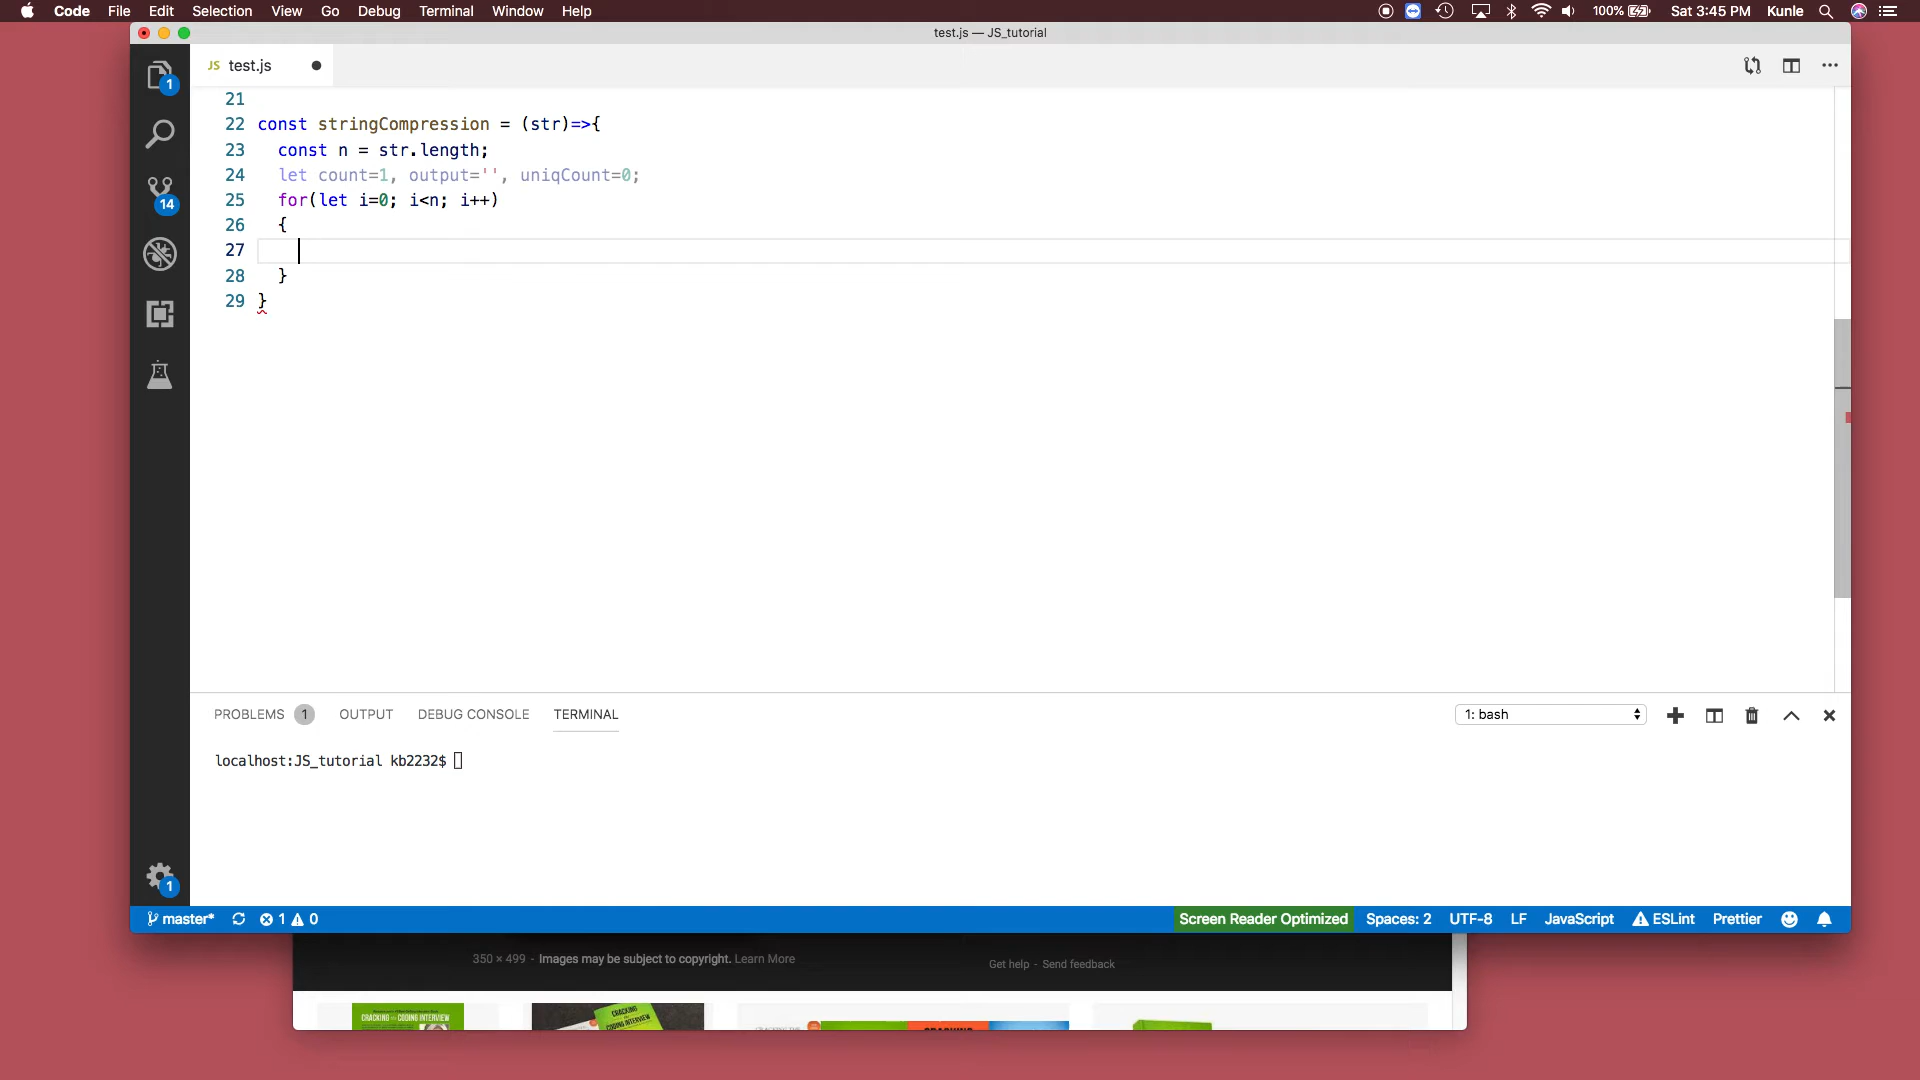 Code File Edit Selection View Go Debug Terminal Window Help 100% Sat 3:45 PM Kunle
test.js — JS_tutorial
JS test.js
1
21
22 const stringCompression = (str)=>{
23 const n = str.length;
24 let count=1, output='', uniqCount=0;
25 for(let i=0; i<n; i++)
26 {
27
28 }
29 }
14
PROBLEMS 1 OUTPUT DEBUG CONSOLE TERMINAL 1: bash
localhost:JS_tutorial kb2232$
1
master* 1 0 Screen Reader Optimized Spaces: 2 UTF-8 LF JavaScript ESLint Prettier
350 × 499 - Images may be subject to copyright. Learn More
Get help - Send feedback
CRACKING THE CODING INTERVIEW
CRACKING
CODING INTERVIEW